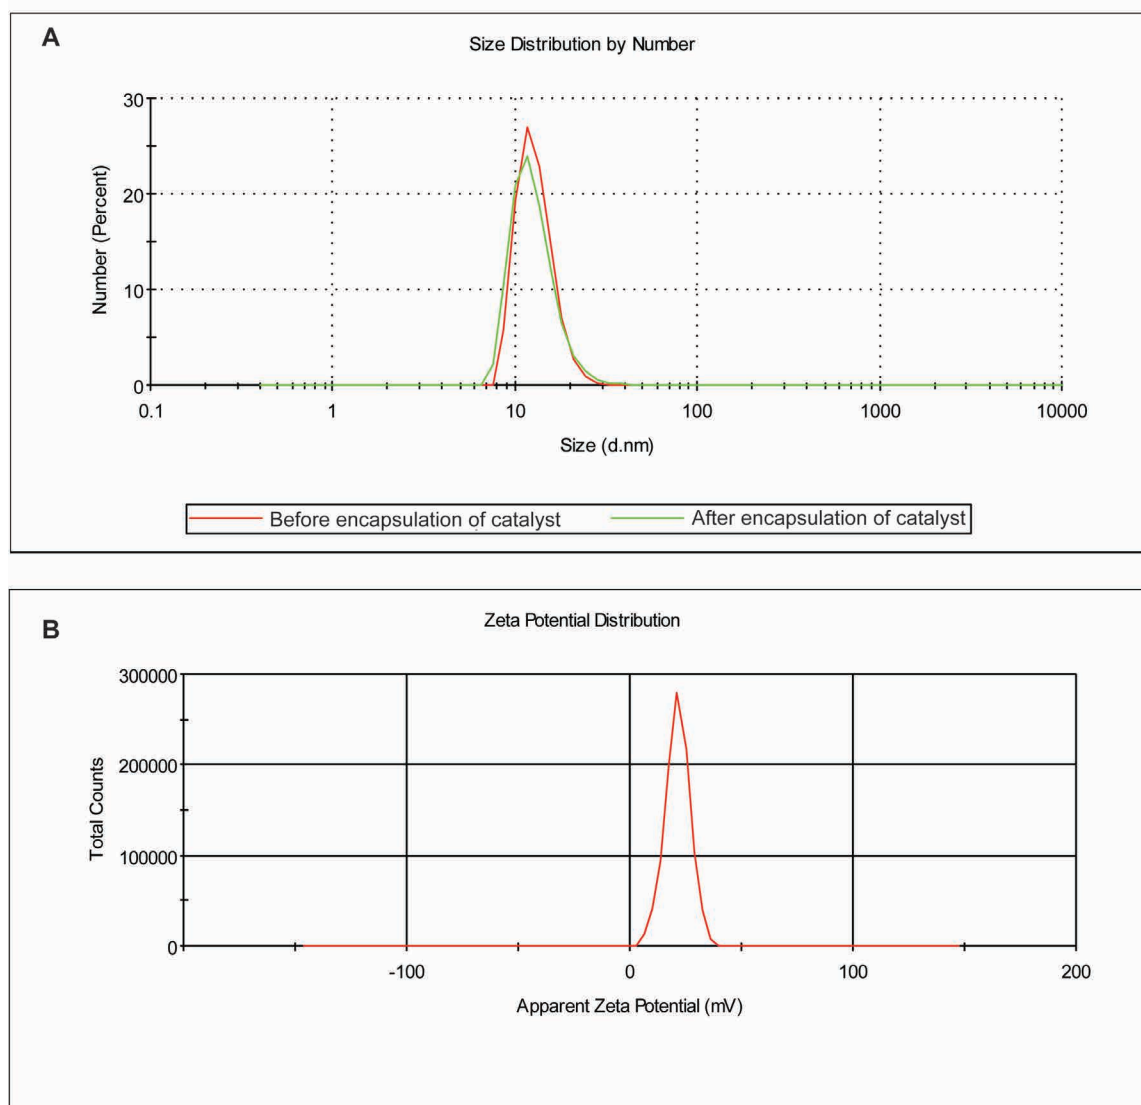 A
Size Distribution by Number
30
20
10
0
Number (Percent)
0.1 1 10 100 1000 10000
Size (d.nm)
Before encapsulation of catalyst After encapsulation of catalyst
B
Zeta Potential Distribution
300000
200000
100000
0
Total Counts
-100 0 100 200
Apparent Zeta Potential (mV)